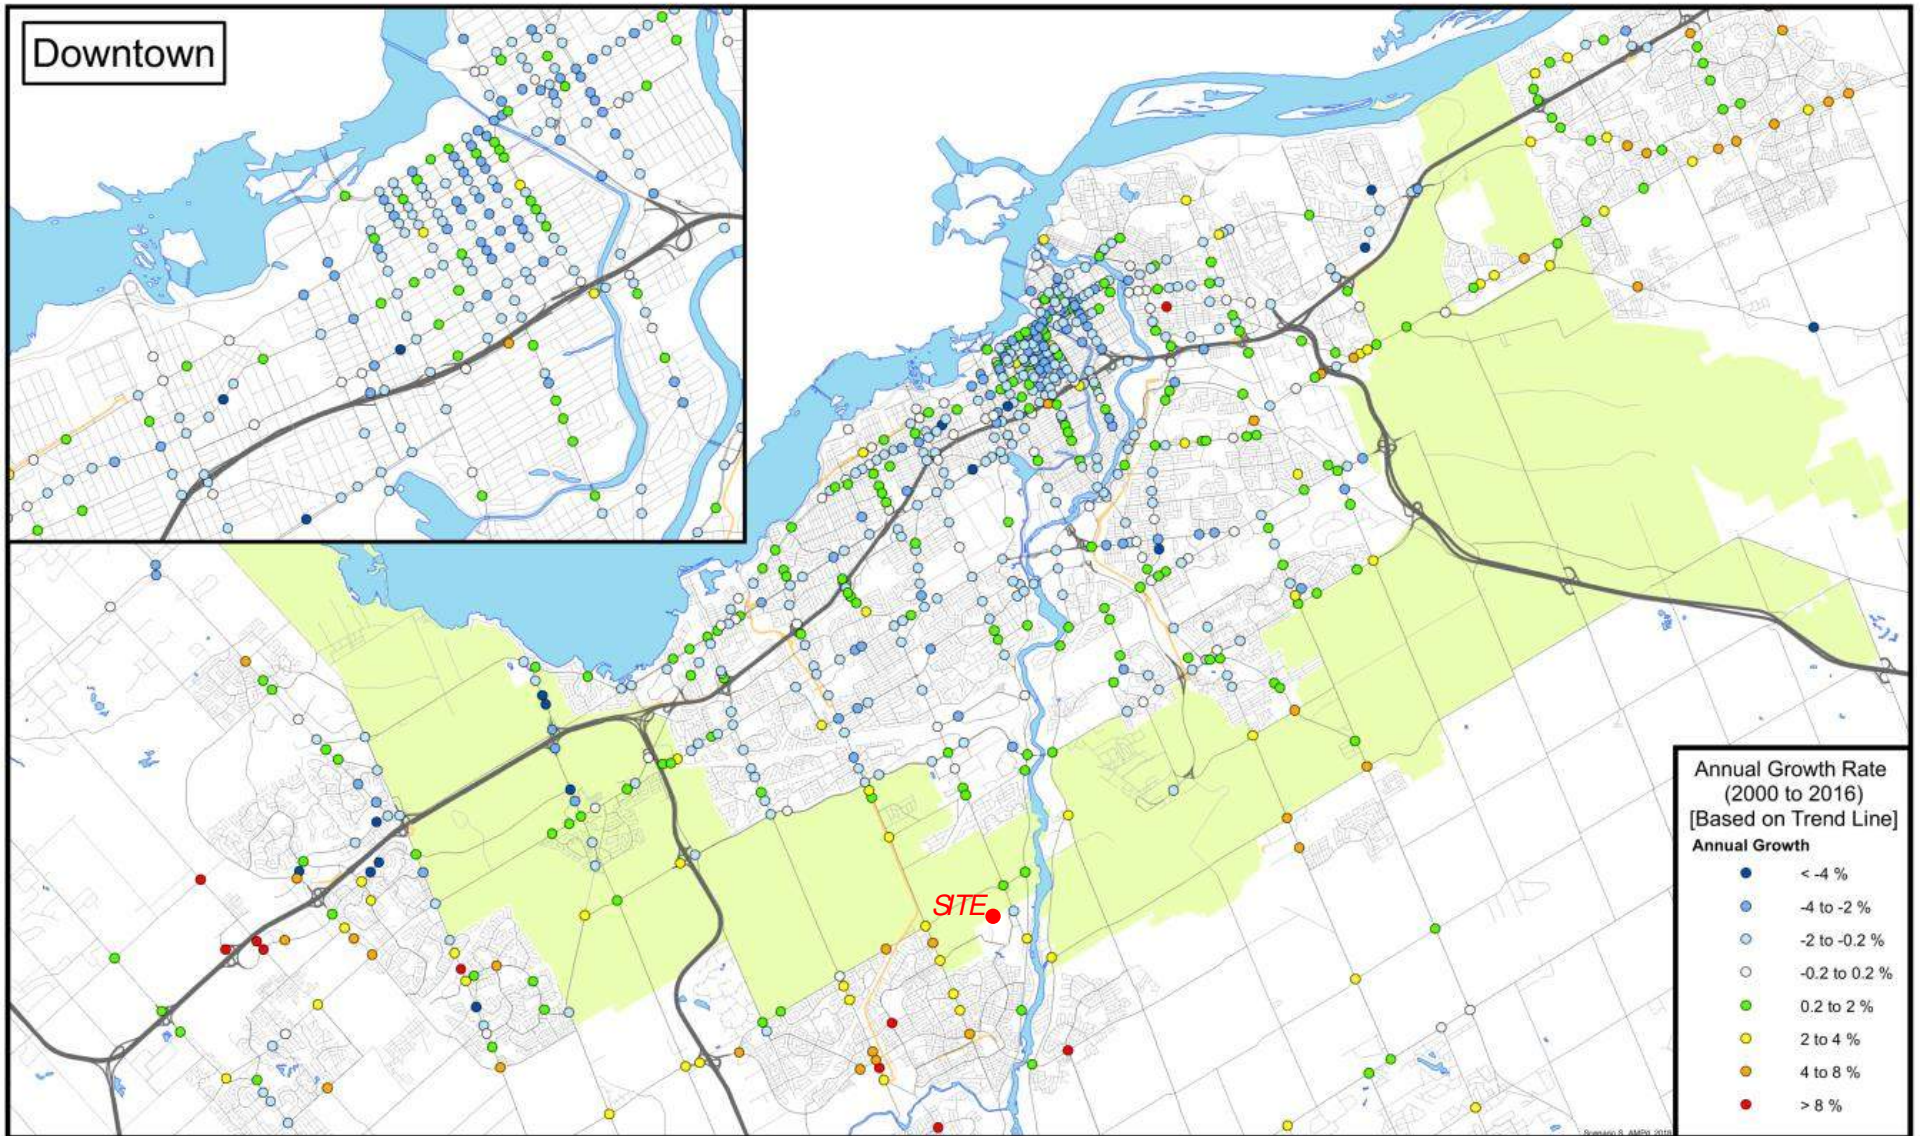 Downtown
SITE
Annual Growth Rate
(2000 to 2016)
[Based on Trend Line]
Annual Growth
< -4 %
-4 to -2 %
-2 to -0.2 %
-0.2 to 0.2 %
0.2 to 2 %
2 to 4 %
4 to 8 %
> 8 %